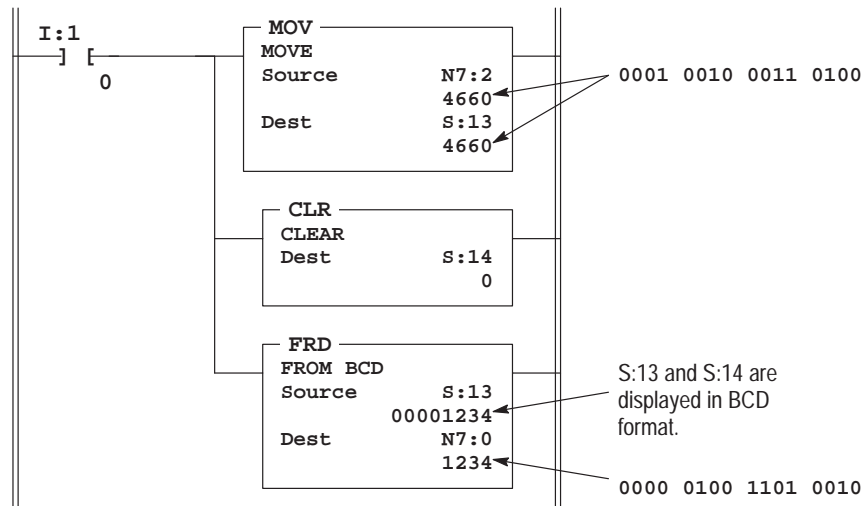 I:1
] [
0
MOV
MOVE
Source N7:2
4660
Dest S:13
4660
0001 0010 0011 0100
CLR
CLEAR
Dest S:14
0
FRD
FROM BCD
Source S:13
00001234
Dest N7:0
1234
S:13 and S:14 are
displayed in BCD
format.
0000 0100 1101 0010